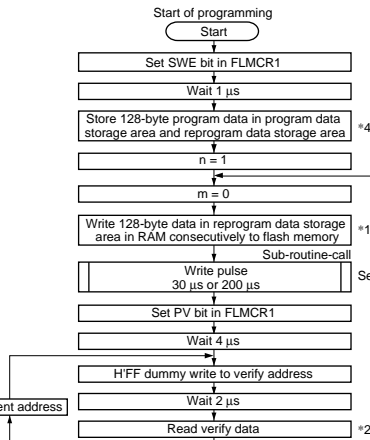 Start of programming
Start
Set SWE bit in FLMCR1
Wait 1 μs
Store 128-byte program data in program data
storage area and reprogram data storage area
*4
n = 1
m = 0
Write 128-byte data in reprogram data storage
area in RAM consecutively to flash memory
*1
Sub-routine-call
Write pulse
30 μs or 200 μs
Set PV bit in FLMCR1
Wait 4 μs
H'FF dummy write to verify address
Wait 2 μs
address
Read verify data
*2